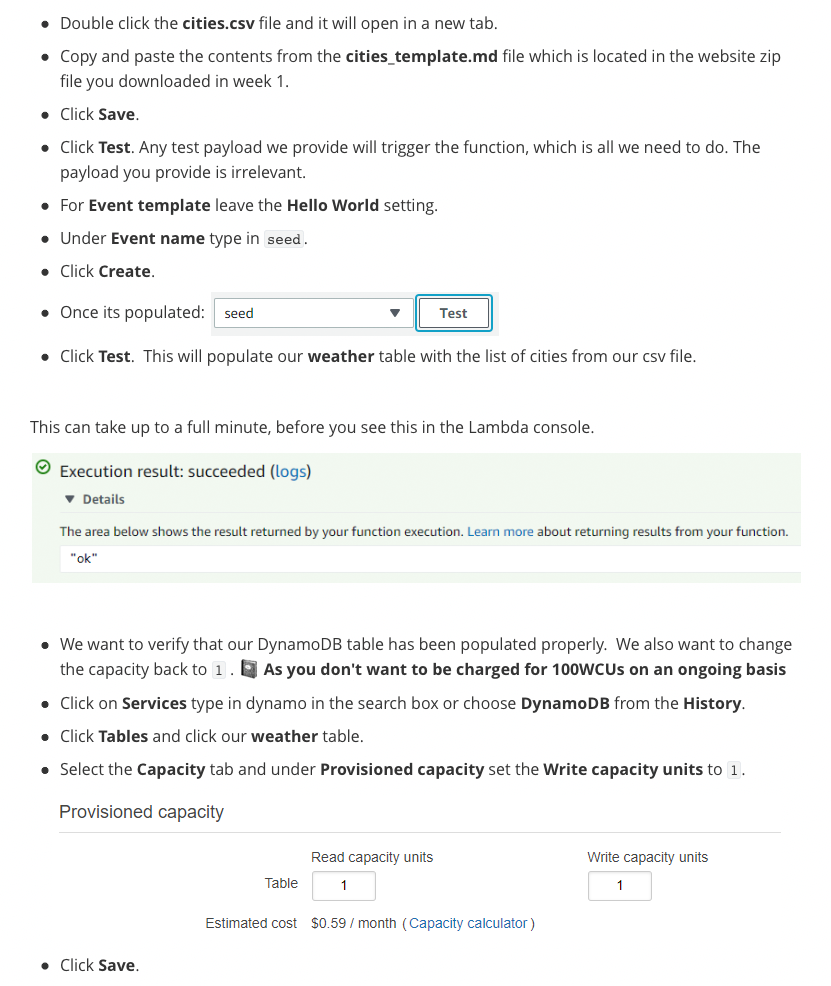 • Double click the cities.csv file and it will open in a new tab.
• Copy and paste the contents from the cities_template.md file which is located in the website zip
file you downloaded in week 1.
• Click Save.
• Click Test. Any test payload we provide will trigger the function, which is all we need to do. The
payload you provide is irrelevant.
• For Event template leave the Hello World setting.
• Under Event name type in seed.
• Click Create.
• Once its populated: seed Test
• Click Test.  This will populate our weather table with the list of cities from our csv file.
This can take up to a full minute, before you see this in the Lambda console.
Execution result: succeeded (logs)
Details
The area below shows the result returned by your function execution. Learn more about returning results from your function.
"ok"
• We want to verify that our DynamoDB table has been populated properly.  We also want to change
the capacity back to 1 . As you don't want to be charged for 100WCUs on an ongoing basis
• Click on Services type in dynamo in the search box or choose DynamoDB from the History.
• Click Tables and click our weather table.
• Select the Capacity tab and under Provisioned capacity set the Write capacity units to 1.
Provisioned capacity
Read capacity units Write capacity units
Table 1 1
Estimated cost $0.59 / month ( Capacity calculator )
• Click Save.